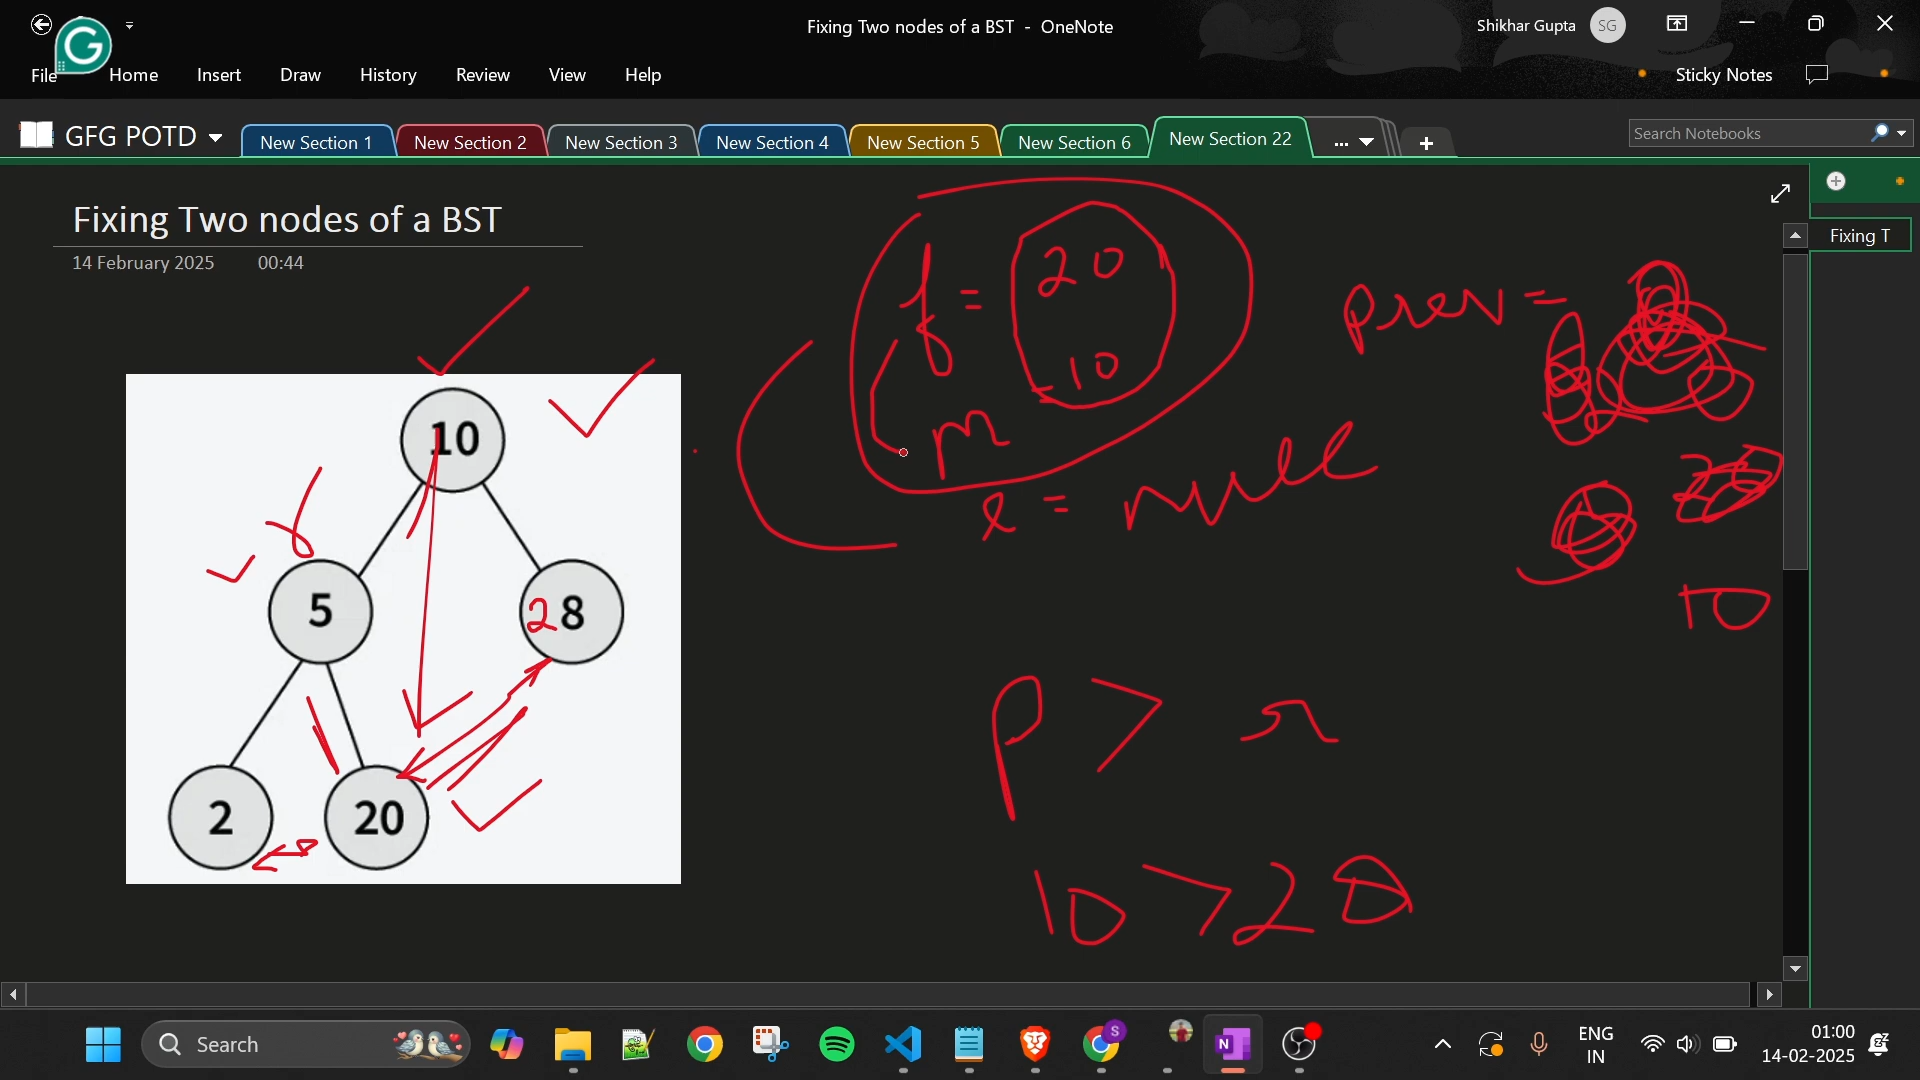 Fixing Two nodes of a BST - OneNote
Shikhar Gupta SG
File Home Insert Draw History Review View Help
Sticky Notes
GFG POTD New Section 1 New Section 2 New Section 3 New Section 4 New Section 5 New Section 6 New Section 22 ...
Search Notebooks
Fixing T
Fixing Two nodes of a BST
14 February 2025 00:44
f = 20
m = 10
l = null
prev =
10
10
5 28
2 20
p >
10 > 20
Search
ENG
IN
01:00
14-02-2025